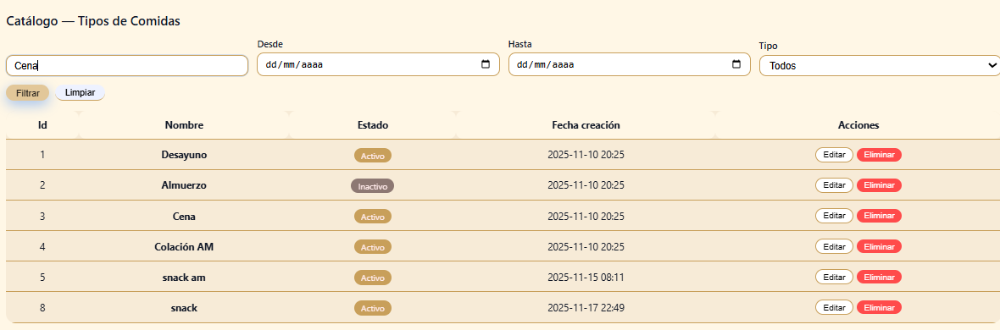 Catálogo — Tipos de Comidas
Desde Hasta Tipo
Cena dd/mm/aaaa dd/mm/aaaa Todos
Filtrar Limpiar
Id Nombre Estado Fecha creación Acciones
1 Desayuno Activo 2025-11-10 20:25 Editar Eliminar
2 Almuerzo Inactivo 2025-11-10 20:25 Editar Eliminar
3 Cena Activo 2025-11-10 20:25 Editar Eliminar
4 Colación AM Activo 2025-11-10 20:25 Editar Eliminar
5 snack am Activo 2025-11-15 08:11 Editar Eliminar
8 snack Activo 2025-11-17 22:49 Editar Eliminar